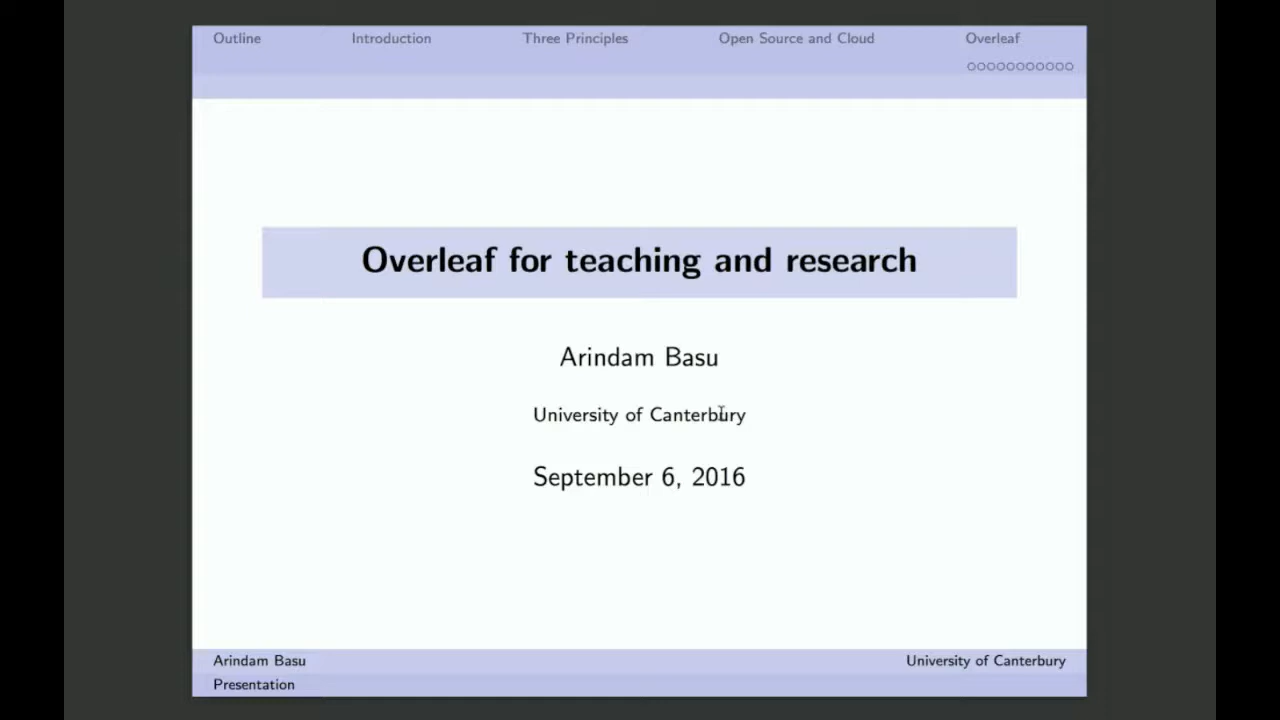 Outline Introduction Three Principles Open Source and Cloud Overleaf
Overleaf for teaching and research
Arindam Basu
University of Canterbury
September 6, 2016
Arindam Basu University of Canterbury
Presentation